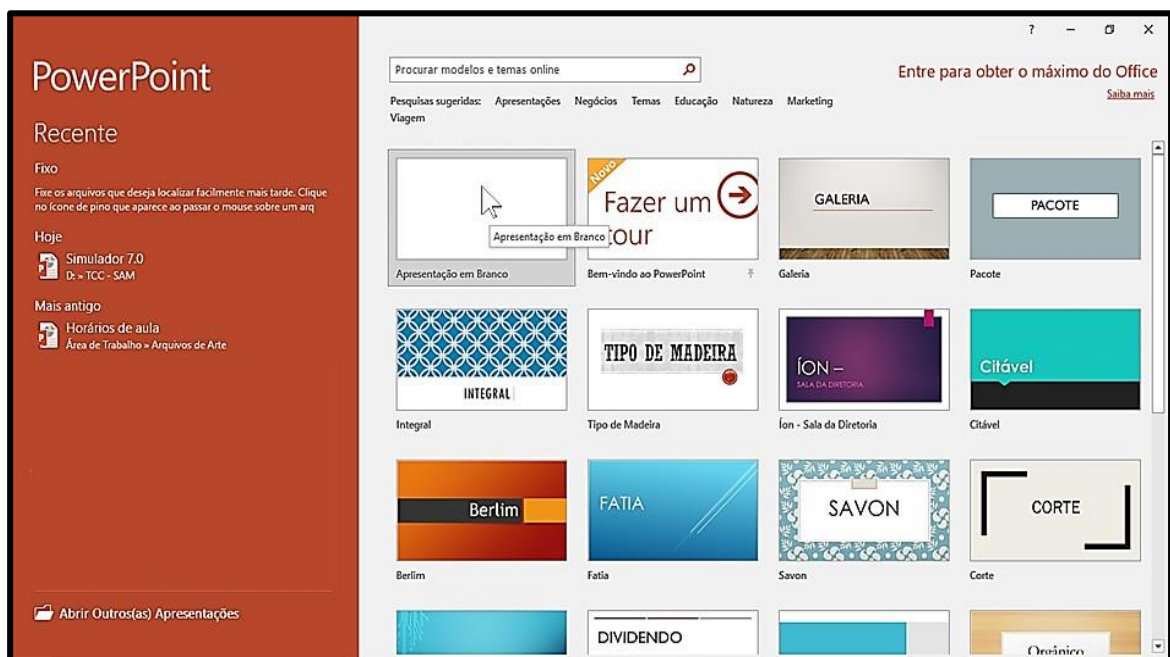 ?
PowerPoint
Procurar modelos e temas online
Entre para obter o máximo do Office
Saiba mais
Pesquisas sugeridas: Apresentações Negócios Temas Educação Natureza Marketing
Viagem
Recente
Fixo
Fixe os arquivos que deseja localizar facilmente mais tarde. Clique
no ícone de pino que aparece ao passar o mouse sobre um arq
Hoje
Simulador 7.0
D: » TCC - SAM
Mais antigo
Horários de aula
Área de Trabalho » Arquivos de Arte
Abrir Outros(as) Apresentações
Apresentação em Branco
Apresentação em Branco
Novo
Fazer um
tour
Bem-vindo ao PowerPoint
GALERIA
Galeria
PACOTE
Pacote
INTEGRAL
Integral
TIPO DE MADEIRA
Tipo de Madeira
ÍON –
SALA DA DIRETORIA
Íon - Sala da Diretoria
Citável
Citável
Berlim
Berlim
FATIA
Fatia
SAVON
Savon
CORTE
Corte
DIVIDENDO
Orgânico